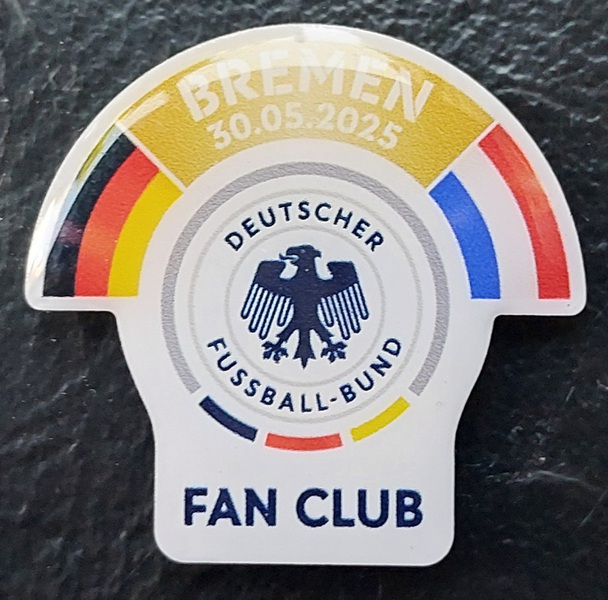 BREMEN
30.05.2025
DEUTSCHER
FUSSBALL-BUND
FAN CLUB